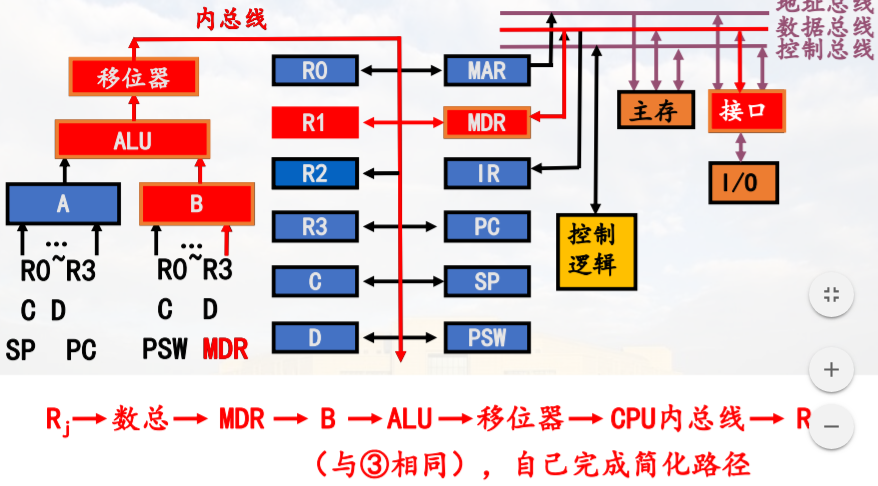 内总线
地址总线
数据总线
控制总线
移位器
R0
MAR
主存
接口
ALU
R1
MDR
R2
IR
I/O
A
B
R3
PC
控制
逻辑
...
...
R0~R3
R0~R3
C
SP
C D
C D
SP PC
PSW MDR
D
PSW
Rj→数总→MDR→B→ALU→移位器→CPU内总线→R
（与③相同），自己完成简化路径